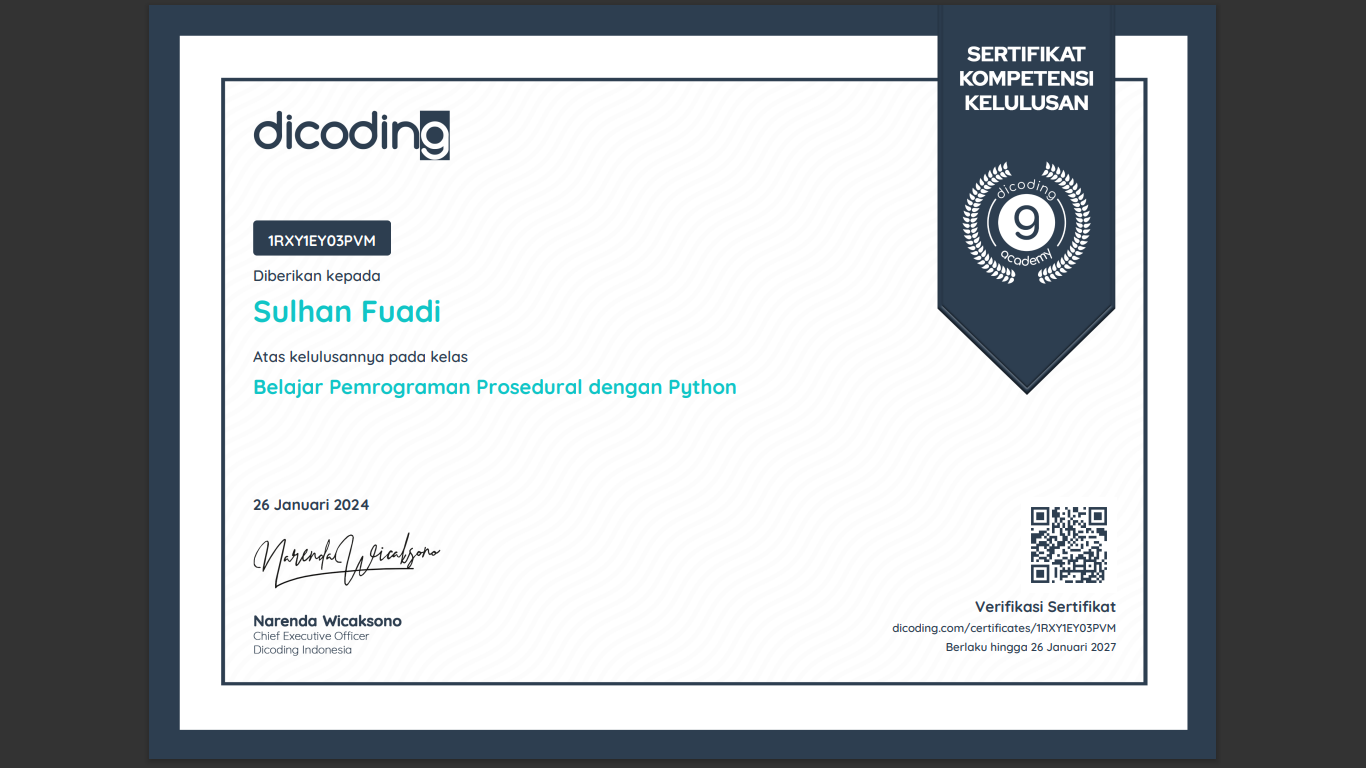 SERTIFIKAT
KOMPETENSI
KELULUSAN
dicoding
dicoding
g
academy
1RXY1EY03PVM
Diberikan kepada
Sulhan Fuadi
Atas kelulusannya pada kelas
Belajar Pemrograman Prosedural dengan Python
26 Januari 2024
Narenda Wicaksono
Narenda Wicaksono
Chief Executive Officer
Dicoding Indonesia
Verifikasi Sertifikat
dicoding.com/certificates/1RXY1EY03PVM
Berlaku hingga 26 Januari 2027